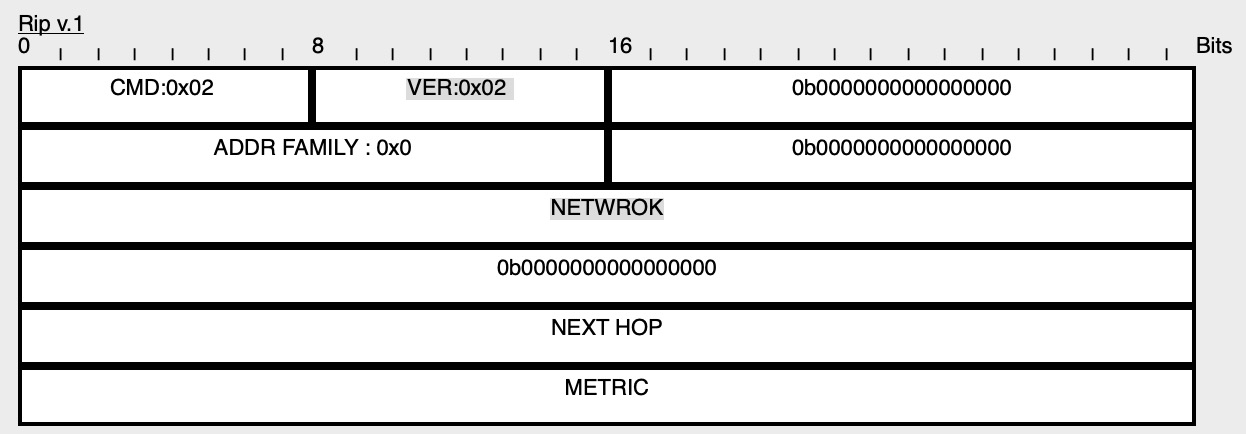 Rip v.1
0 8 16 Bits
CMD:0x02 VER:0x02 0b0000000000000000
ADDR FAMILY : 0x0 0b0000000000000000
NETWROK
0b0000000000000000
NEXT HOP
METRIC